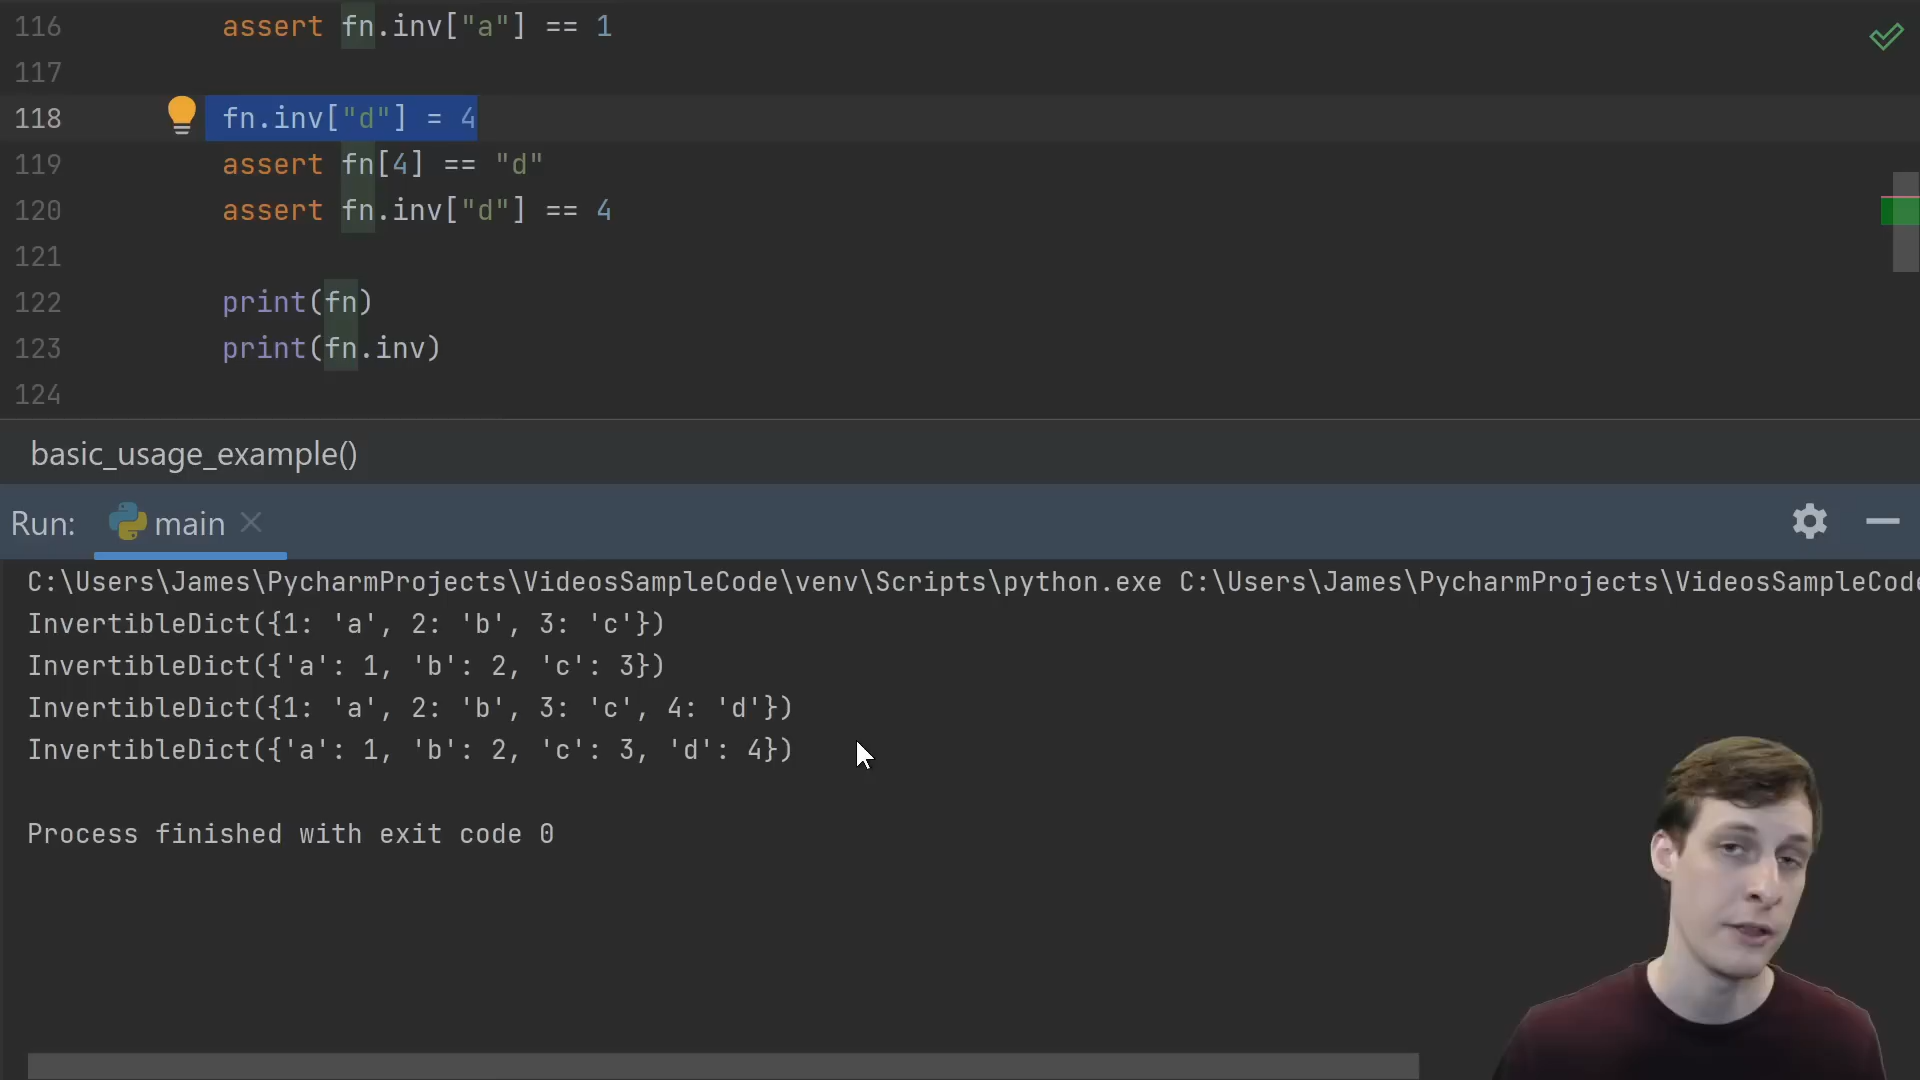 116 assert fn.inv["a"] == 1
117
118 fn.inv["d"] = 4
119 assert fn[4] == "d"
120 assert fn.inv["d"] == 4
121
122 print(fn)
123 print(fn.inv)
124
basic_usage_example()
Run: main
C:\Users\James\PycharmProjects\VideosSampleCode\venv\Scripts\python.exe C:\Users\James\PycharmProjects\VideosSampleCode
InvertibleDict({1: 'a', 2: 'b', 3: 'c'})
InvertibleDict({'a': 1, 'b': 2, 'c': 3})
InvertibleDict({1: 'a', 2: 'b', 3: 'c', 4: 'd'})
InvertibleDict({'a': 1, 'b': 2, 'c': 3, 'd': 4})
Process finished with exit code 0